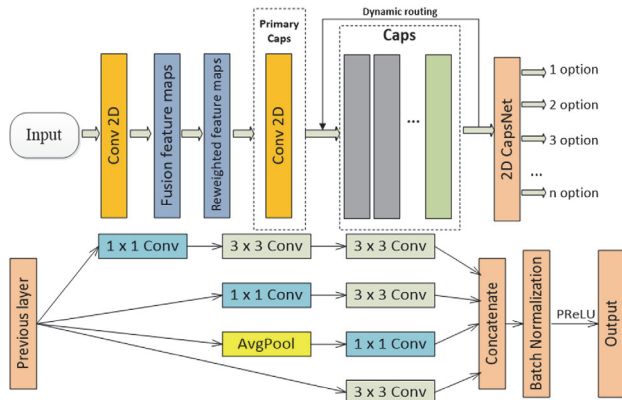 Dynamic routing
Primary
Caps
Caps
Input
Conv 2D
Fusion feature maps
Reweighted feature maps
Conv 2D
...
2D CapsNet
1 option
2 option
3 option
...
n option
Previous layer
1 x 1 Conv
3 x 3 Conv
3 x 3 Conv
1 x 1 Conv
3 x 3 Conv
AvgPool
1 x 1 Conv
3 x 3 Conv
Concatenate
Batch Normalization
PReLU
Output